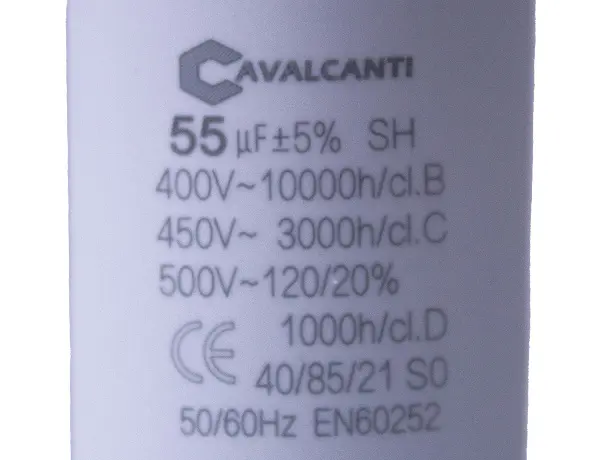 CAVALCANTI
55 µF±5% SH
400V~10000h/cl.B
450V~ 3000h/cl.C
500V~120/20%
1000h/cl.D
CE 40/85/21 S0
50/60Hz EN60252